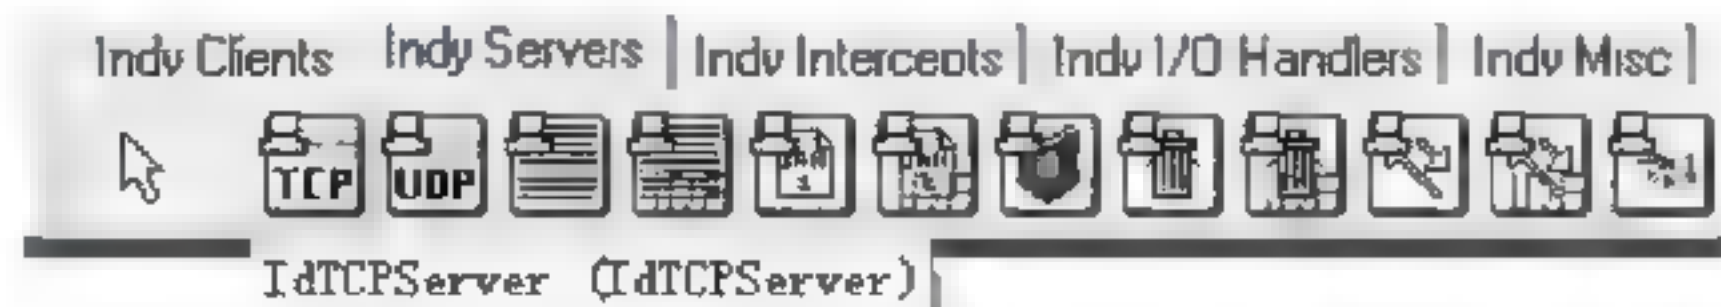 Indy Clients Indy Servers Indy Intercepts Indy I/O Handlers Indy Misc
TCP UDP
IdTCPServer (IdTCPServer)